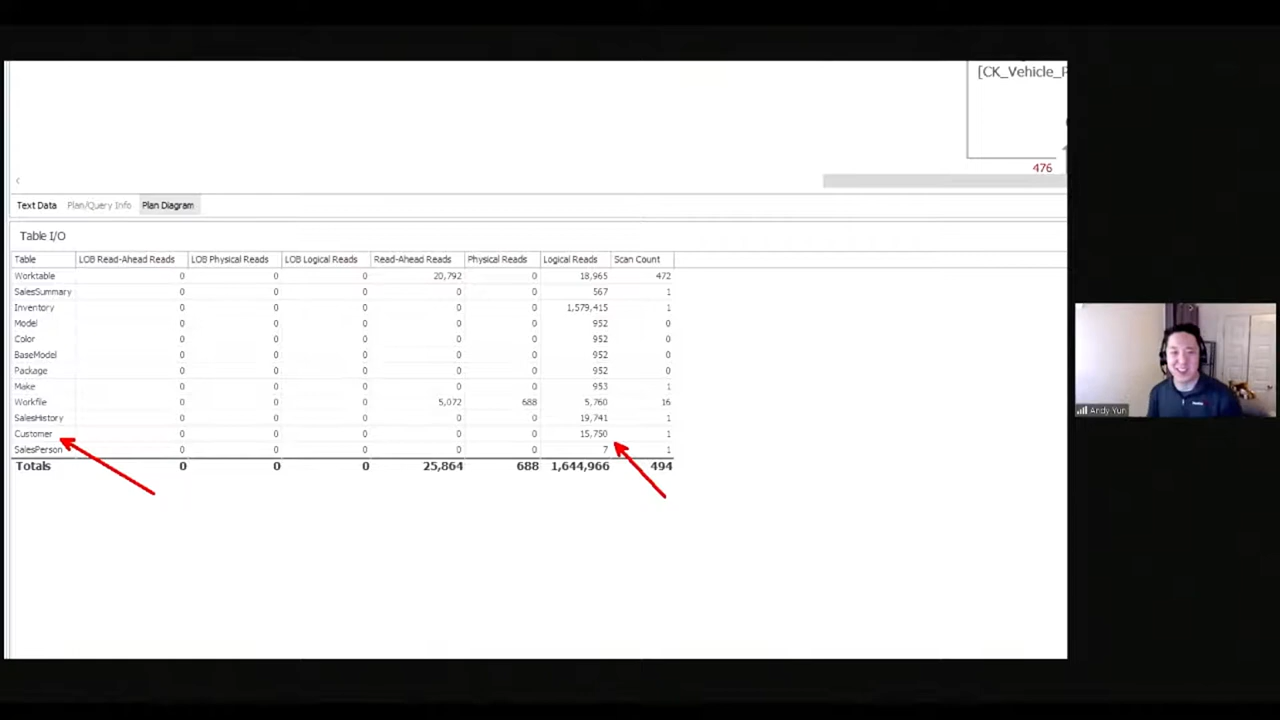 [CK_Vehicle_P
476
Text Data Plan/Query Info Plan Diagram
Table I/O
Table LOB Read-Ahead Reads LOB Physical Reads LOB Logical Reads Read-Ahead Reads Physical Reads Logical Reads Scan Count
Worktable 0 0 0 20,792 0 18,965 472
SalesSummary 0 0 0 0 0 567 1
Inventory 0 0 0 0 0 1,579,415 1
Model 0 0 0 0 0 952 0
Color 0 0 0 0 0 952 0
BaseModel 0 0 0 0 0 952 0
Package 0 0 0 0 0 952 0
Make 0 0 0 0 0 953 1
Workfile 0 0 0 5,072 688 5,760 16
SalesHistory 0 0 0 0 0 19,741 1
Customer 0 0 0 0 0 15,750 1
SalesPerson 0 0 0 0 0 7 1
Totals 0 0 0 25,864 688 1,644,966 494
Andy Yun